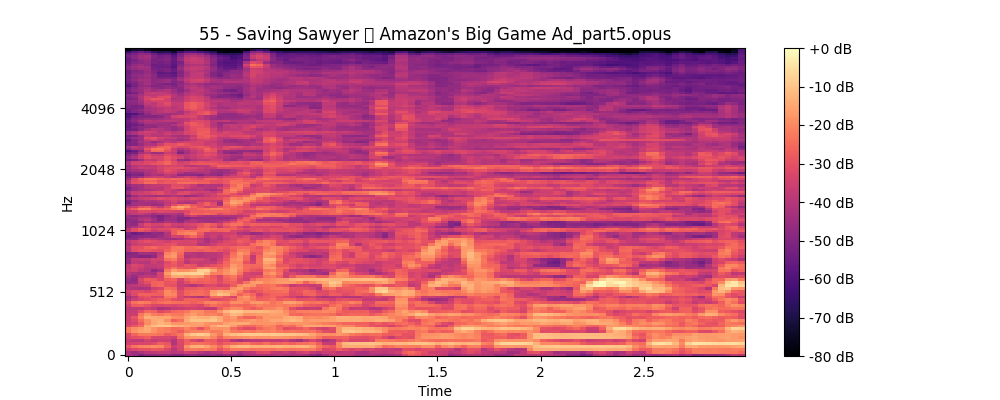 55 - Saving Sawyer Amazon's Big Game Ad_part5.opus
4096
2048
1024
512
0
Hz
0
0.5
1
1.5
2
2.5
Time
+0 dB
-10 dB
-20 dB
-30 dB
-40 dB
-50 dB
-60 dB
-70 dB
-80 dB